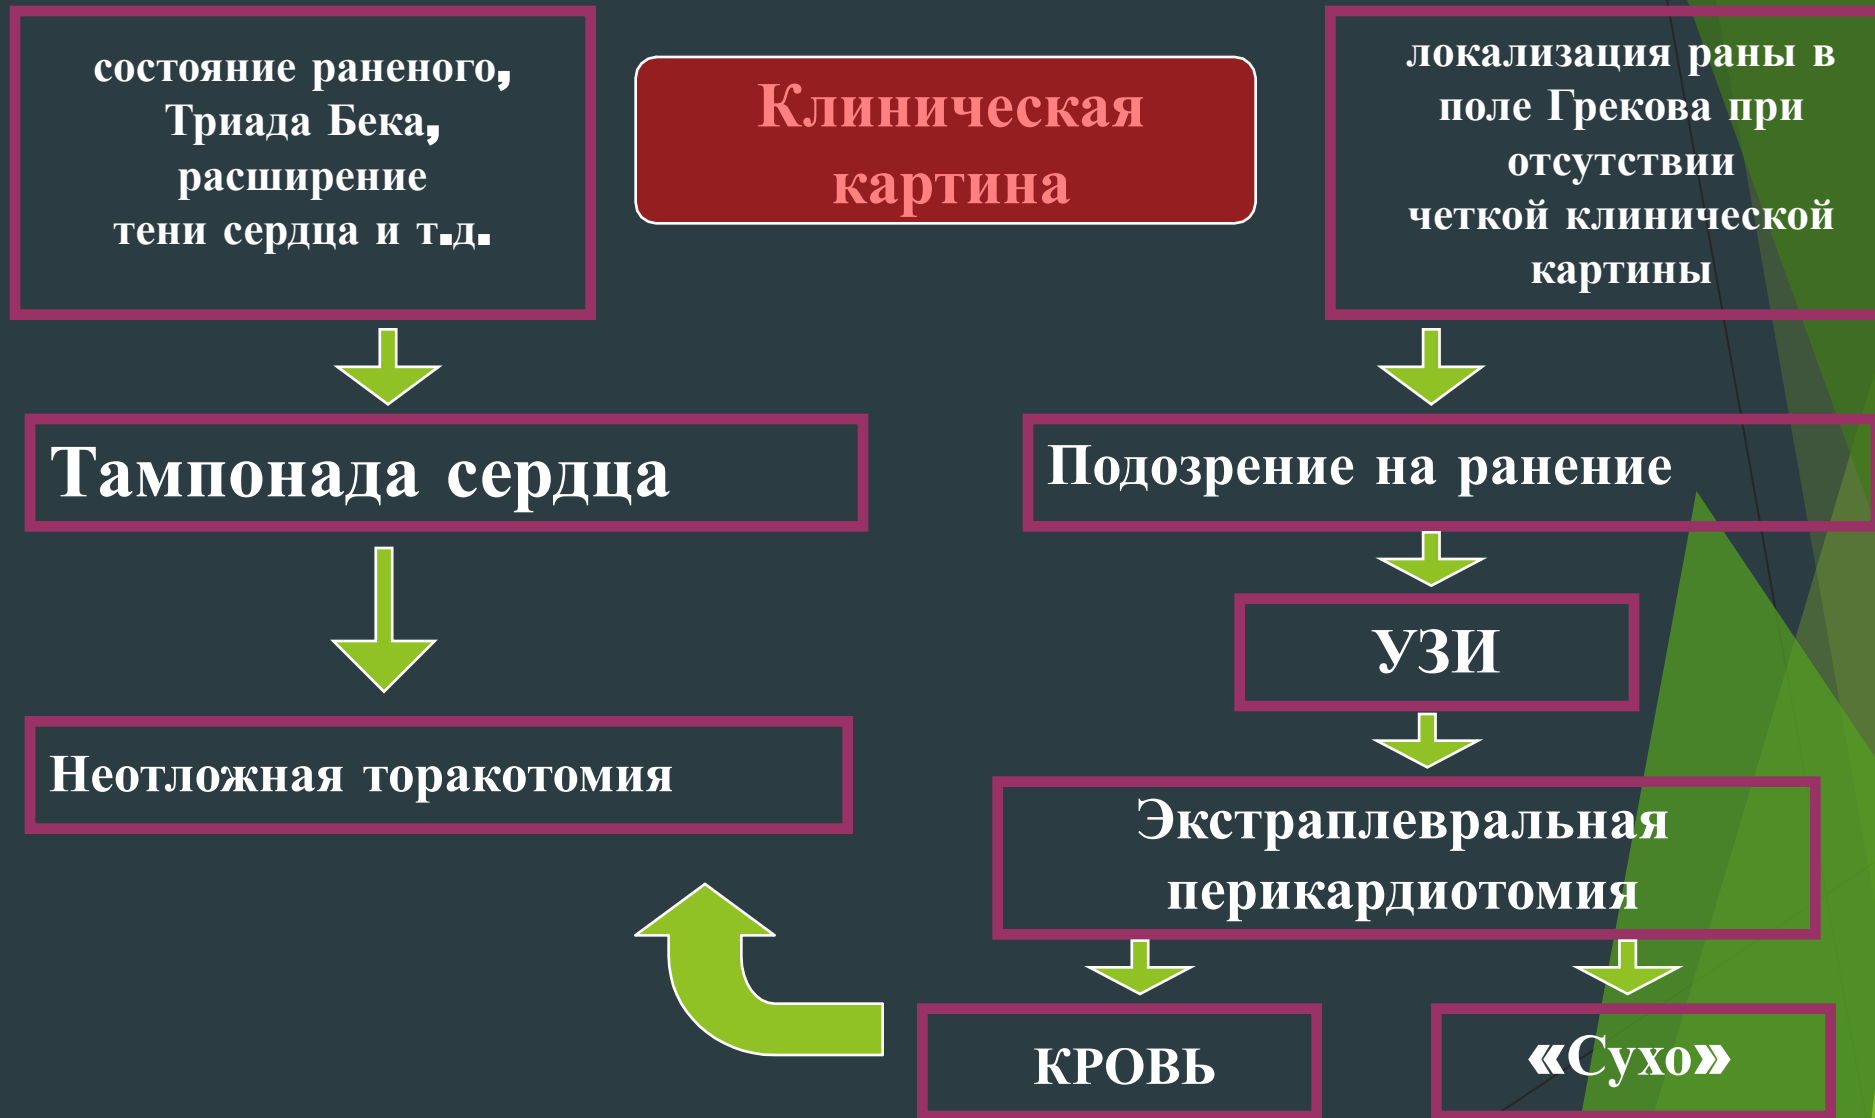 состояние раненого,
Триада Бека,
расширение
тени сердца и т.д.
Клиническая
картина
локализация раны в
поле Грекова при
отсутствии
четкой клинической
картины
Тампонада сердца
Подозрение на ранение
УЗИ
Неотложная торакотомия
Экстраплевральная
перикардиотомия
КРОВЬ
«Сухо»